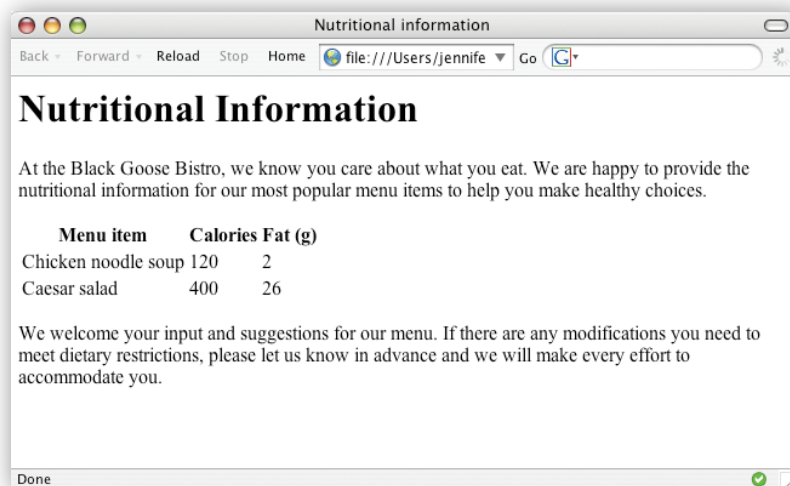 Nutritional information
Back Forward Reload Stop Home file:///Users/jennife Go G
Nutritional Information
At the Black Goose Bistro, we know you care about what you eat. We are happy to provide the
nutritional information for our most popular menu items to help you make healthy choices.
Menu item Calories Fat (g)
Chicken noodle soup 120 2
Caesar salad 400 26
We welcome your input and suggestions for our menu. If there are any modifications you need to
meet dietary restrictions, please let us know in advance and we will make every effort to
accommodate you.
Done